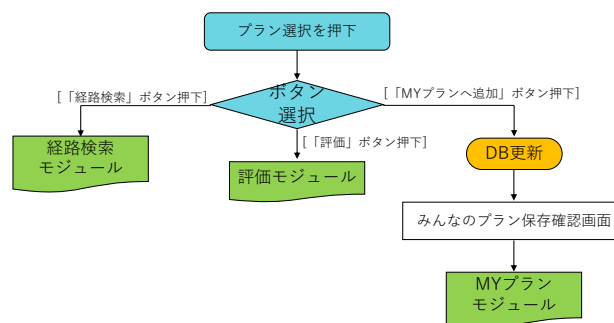 プラン選択を押下
[「経路検索」ボタン押下]
ボタン
選択
[「MYプランへ追加」ボタン押下]
[「評価」ボタン押下]
経路検索
モジュール
評価モジュール
DB更新
みんなのプラン保存確認画面
MYプラン
モジュール